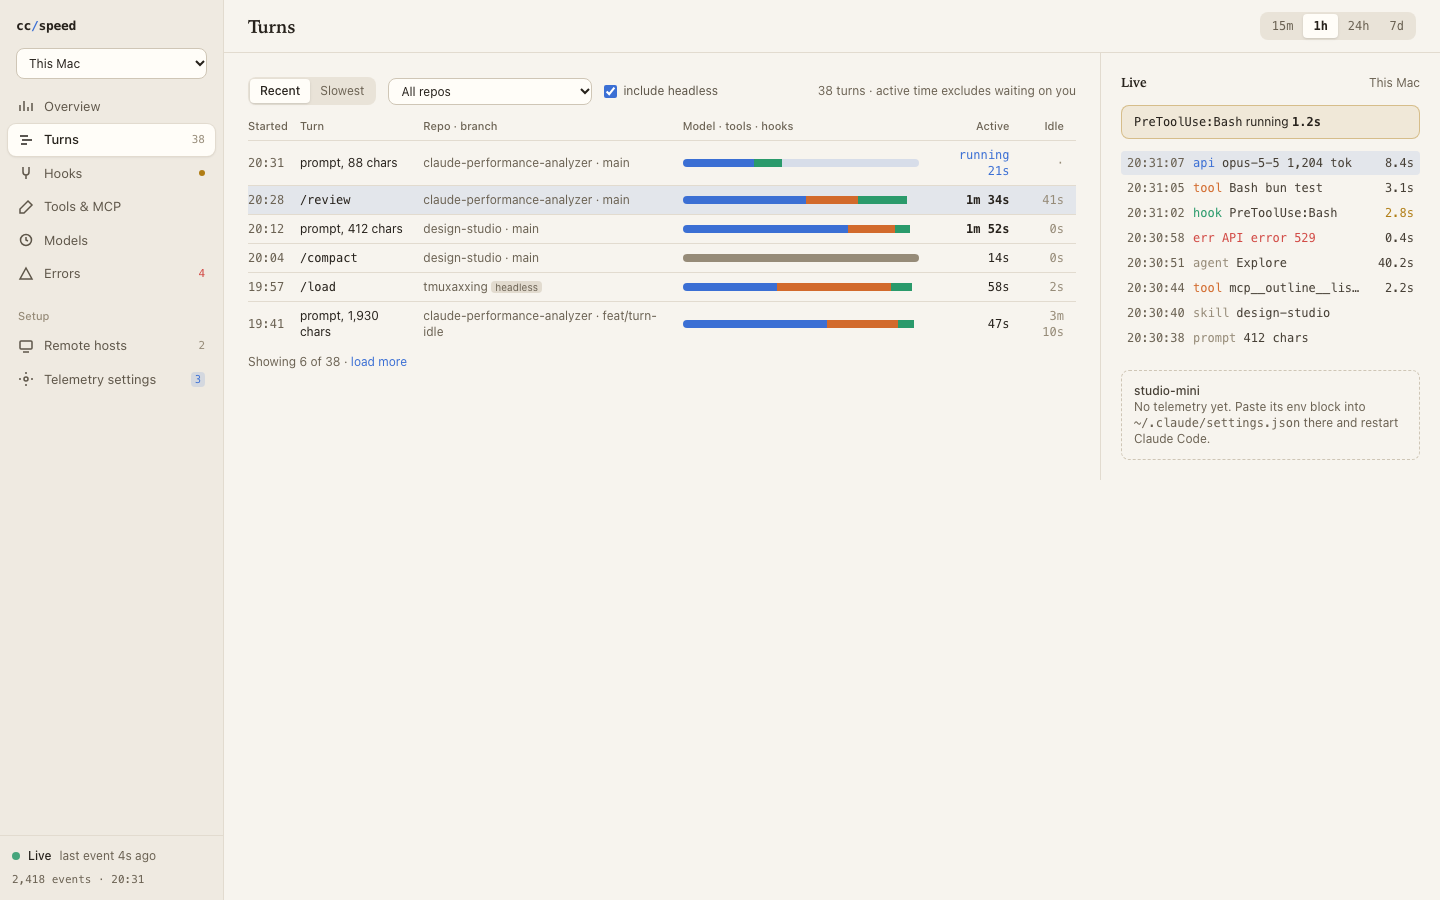 cc/speed
This Mac
Overview
Turns 38
Hooks
Tools & MCP
Models
Errors 4
Setup
Remote hosts 2
Telemetry settings 3
Live last event 4s ago
2,418 events · 20:31
Turns
15m 1h 24h 7d
Recent Slowest All repos include headless 38 turns · active time excludes waiting on you
Started Turn Repo · branch Model · tools · hooks Active Idle
20:31 prompt, 88 chars claude-performance-analyzer · main running 21s ·
20:28 /review claude-performance-analyzer · main 1m 34s 41s
20:12 prompt, 412 chars design-studio · main 1m 52s 0s
20:04 /compact design-studio · main 14s 0s
19:57 /load tmuxaxxing headless 58s 2s
19:41 prompt, 1,930 chars claude-performance-analyzer · feat/turn-idle 47s 3m 10s
Showing 6 of 38 · load more
Live This Mac
PreToolUse:Bash running 1.2s
20:31:07 api opus-5-5 1,204 tok 8.4s
20:31:05 tool Bash bun test 3.1s
20:31:02 hook PreToolUse:Bash 2.8s
20:30:58 err API error 529 0.4s
20:30:51 agent Explore 40.2s
20:30:44 tool mcp__outline__lis… 2.2s
20:30:40 skill design-studio
20:30:38 prompt 412 chars
studio-mini
No telemetry yet. Paste its env block into
~/.claude/settings.json there and restart
Claude Code.